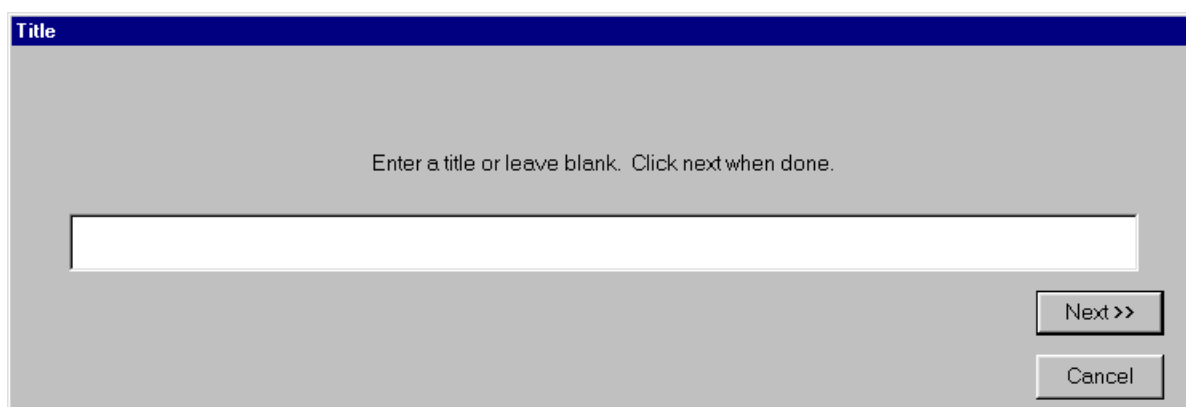 Title
Enter a title or leave blank.  Click next when done.
Next >>
Cancel